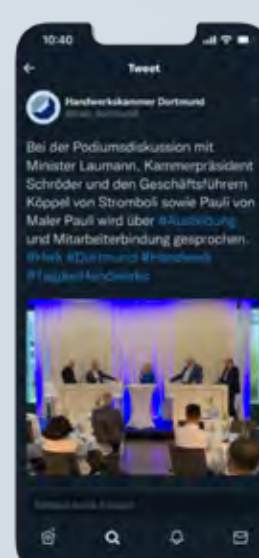 10:40
Tweet
Handwerkskammer Dortmund
Bei der Podiumsdiskussion mit
Minister Laumann, Kammerpräsident
Schröder und den Geschäftsführern
Köppel von Stromboli sowie Pauli von
Maler Pauli wird über #Ausbildung
und Mitarbeiterbindung gesprochen.
#Hwk #Dortmund #Handwerk
#TagdesHandwerks